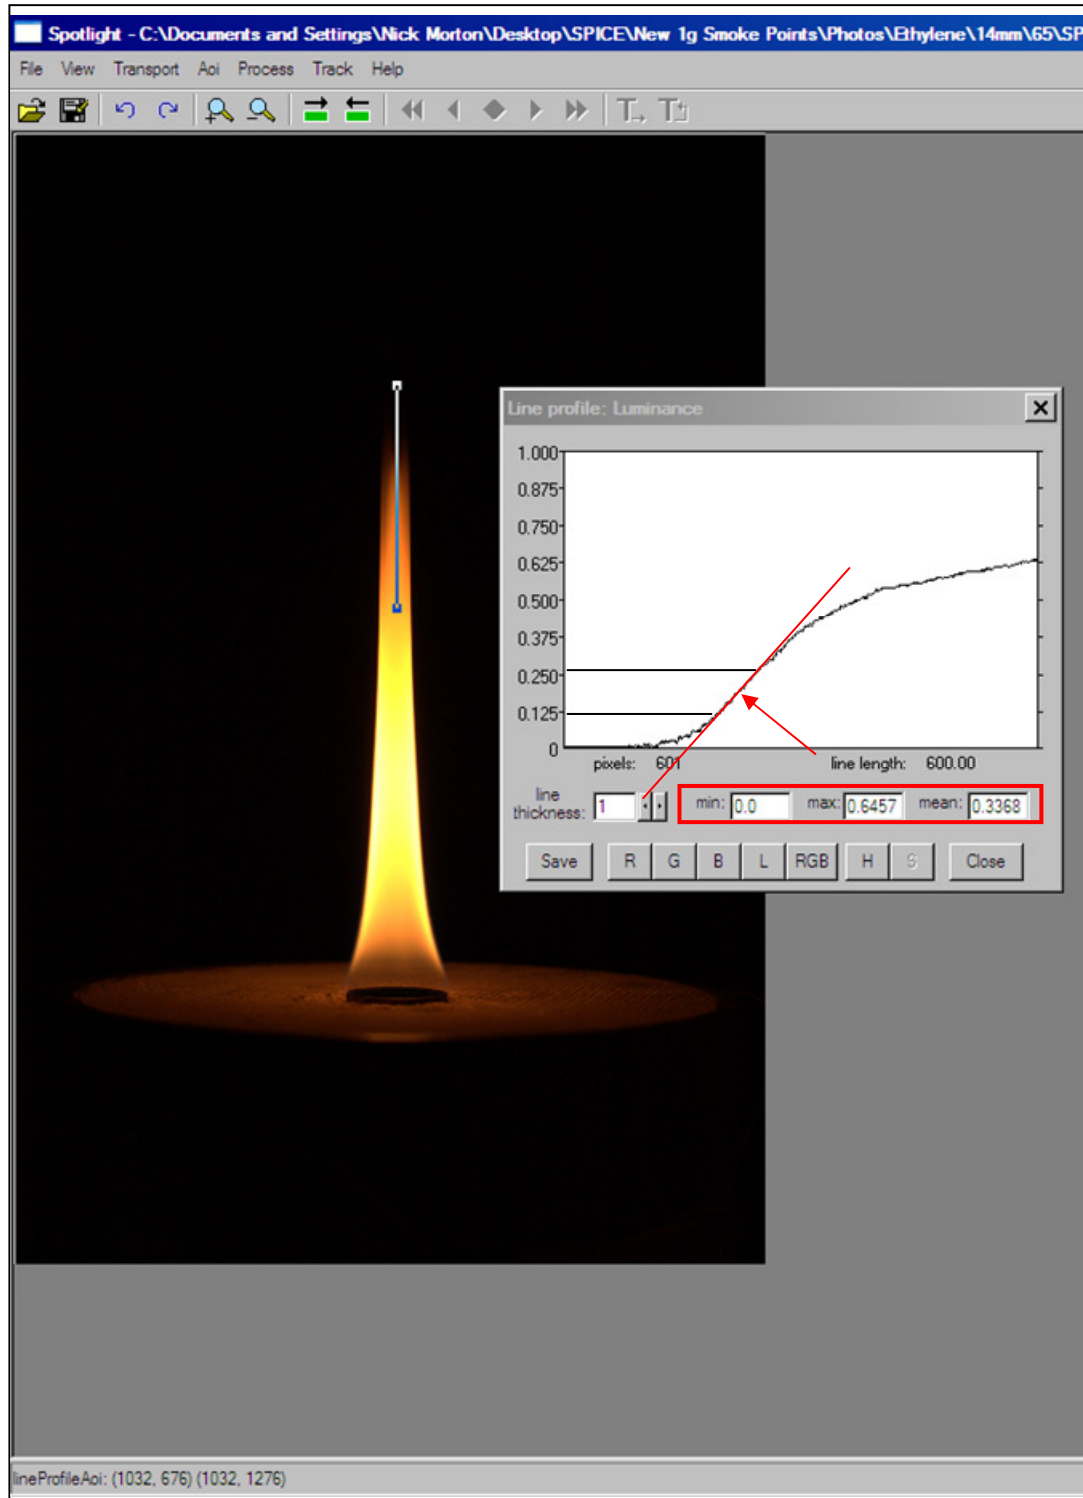 Spotlight - C:\Documents and Settings\Nick Morton\Desktop\SPICE\New 1g Smoke Points\Photos\Ethylene\14mm\65\SP
File View Transport Aoi Process Track Help
Line profile: Luminance
1.000
0.875
0.750
0.625
0.500
0.375
0.250
0.125
0
pixels: 601 line length: 600.00
line thickness: 1 min: 0.0 max: 0.6457 mean: 0.3368
Save R G B L RGB H S Close
lineProfileAoi: (1032, 676) (1032, 1276)